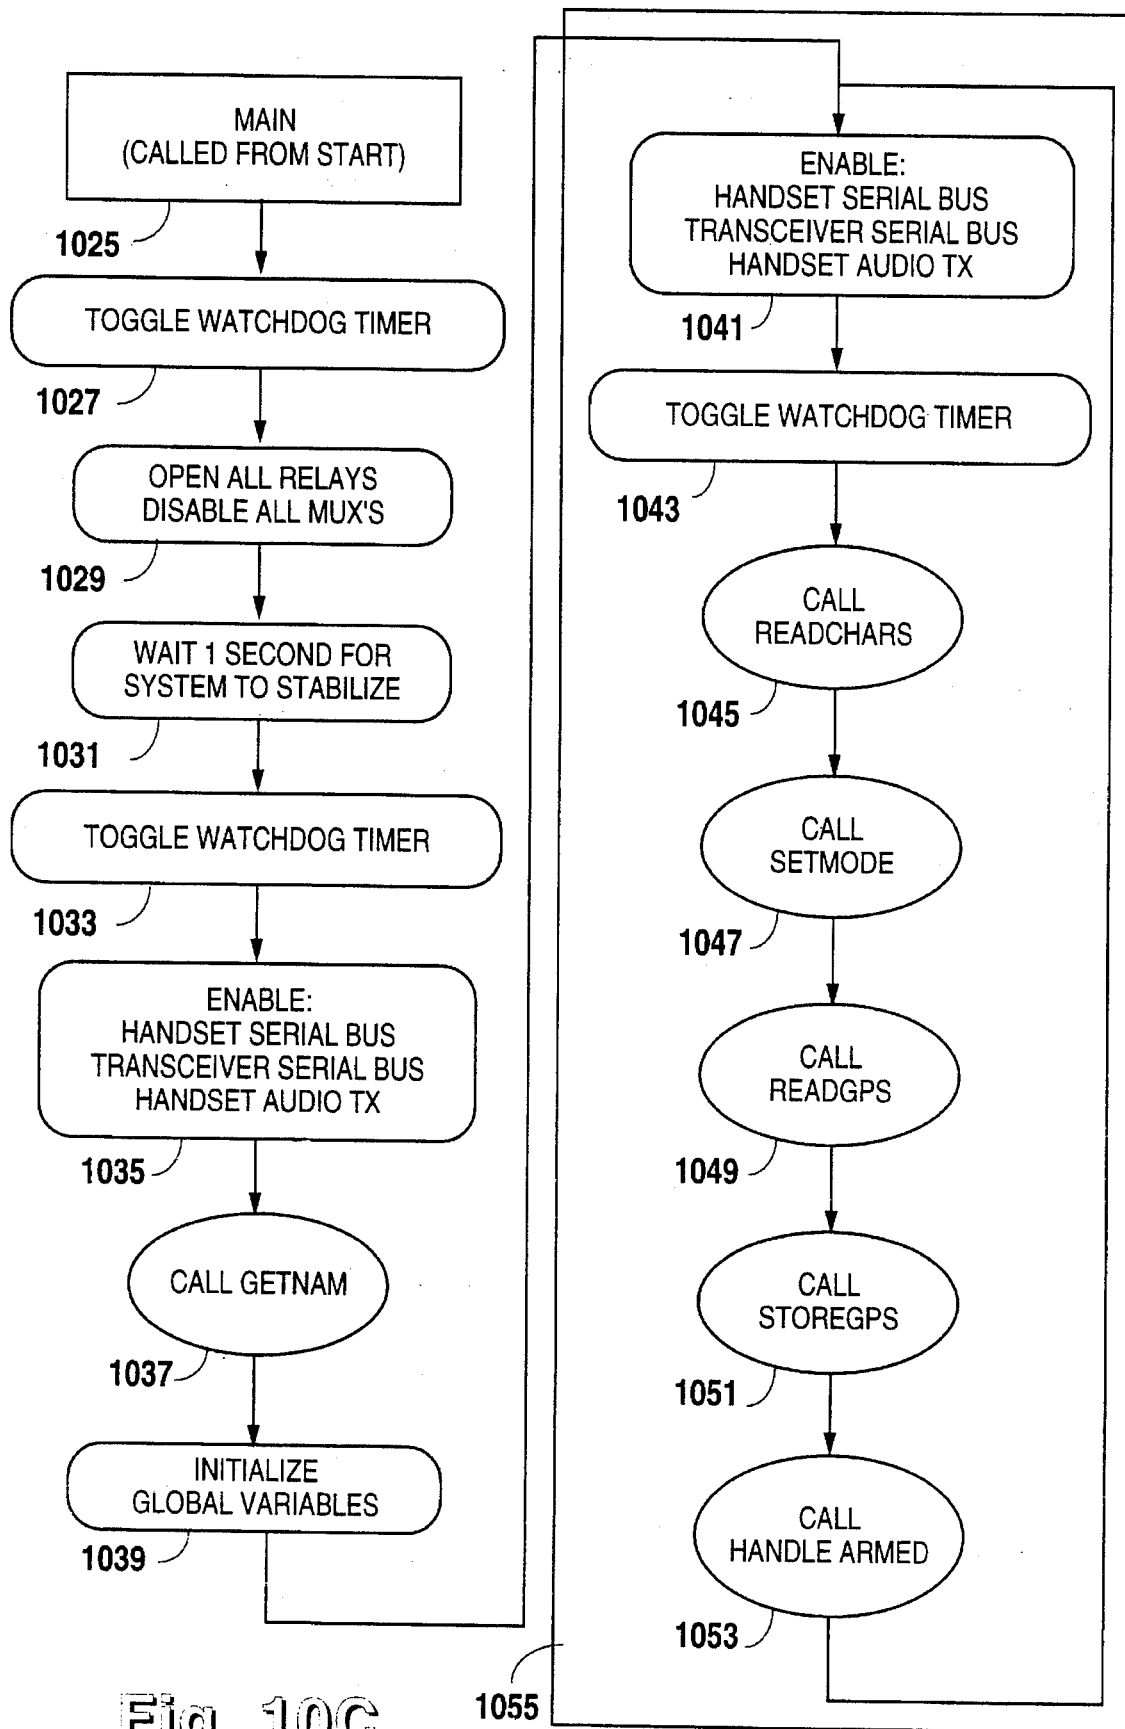 MAIN
(CALLED FROM START)
1025
TOGGLE WATCHDOG TIMER
1027
OPEN ALL RELAYS
DISABLE ALL MUX'S
1029
WAIT 1 SECOND FOR
SYSTEM TO STABILIZE
1031
TOGGLE WATCHDOG TIMER
1033
ENABLE:
HANDSET SERIAL BUS
TRANSCEIVER SERIAL BUS
HANDSET AUDIO TX
1035
CALL GETNAM
1037
INITIALIZE
GLOBAL VARIABLES
1039
ENABLE:
HANDSET SERIAL BUS
TRANSCEIVER SERIAL BUS
HANDSET AUDIO TX
1041
TOGGLE WATCHDOG TIMER
1043
CALL
READCHARS
1045
CALL
SETMODE
1047
CALL
READGPS
1049
CALL
STOREGPS
1051
CALL
HANDLE ARMED
1053
1055
Fig. 10C